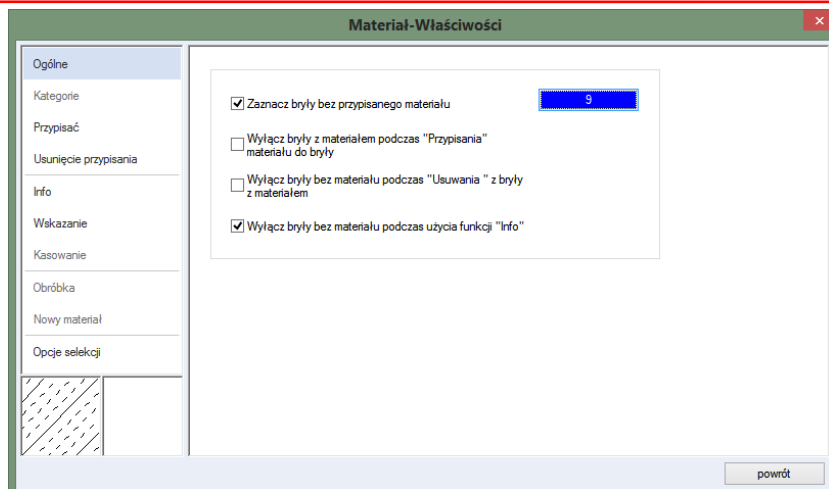 Materiał-Właściwości
Ogólne
Kategorie
Przypisać
Usunięcie przypisania
Info
Wskazanie
Kasowanie
Obróbka
Nowy materiał
Opcje selekcji
Zaznacz bryły bez przypisanego materiału
9
Wyłącz bryły z materiałem podczas "Przypisania"
materiału do bryły
Wyłącz bryły bez materiału podczas "Usuwania " z bryły
z materiałem
Wyłącz bryły bez materiału podczas użycia funkcji "Info"
powrót